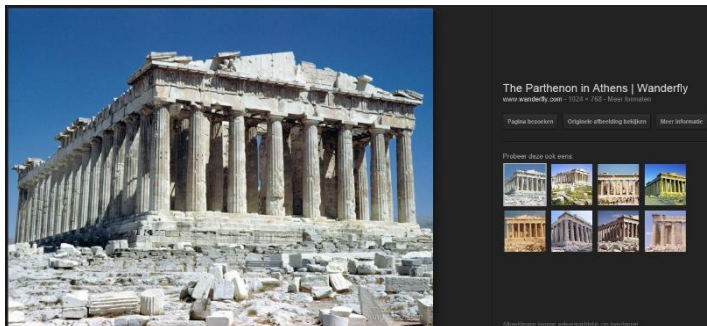 The Parthenon in Athens | Wanderfly
www.wanderfly.com - 1024 × 768 - Meer formaten
Pagina bezoeken
Originele afbeelding bekijken
Meer informatie
Probeer deze ook eens: